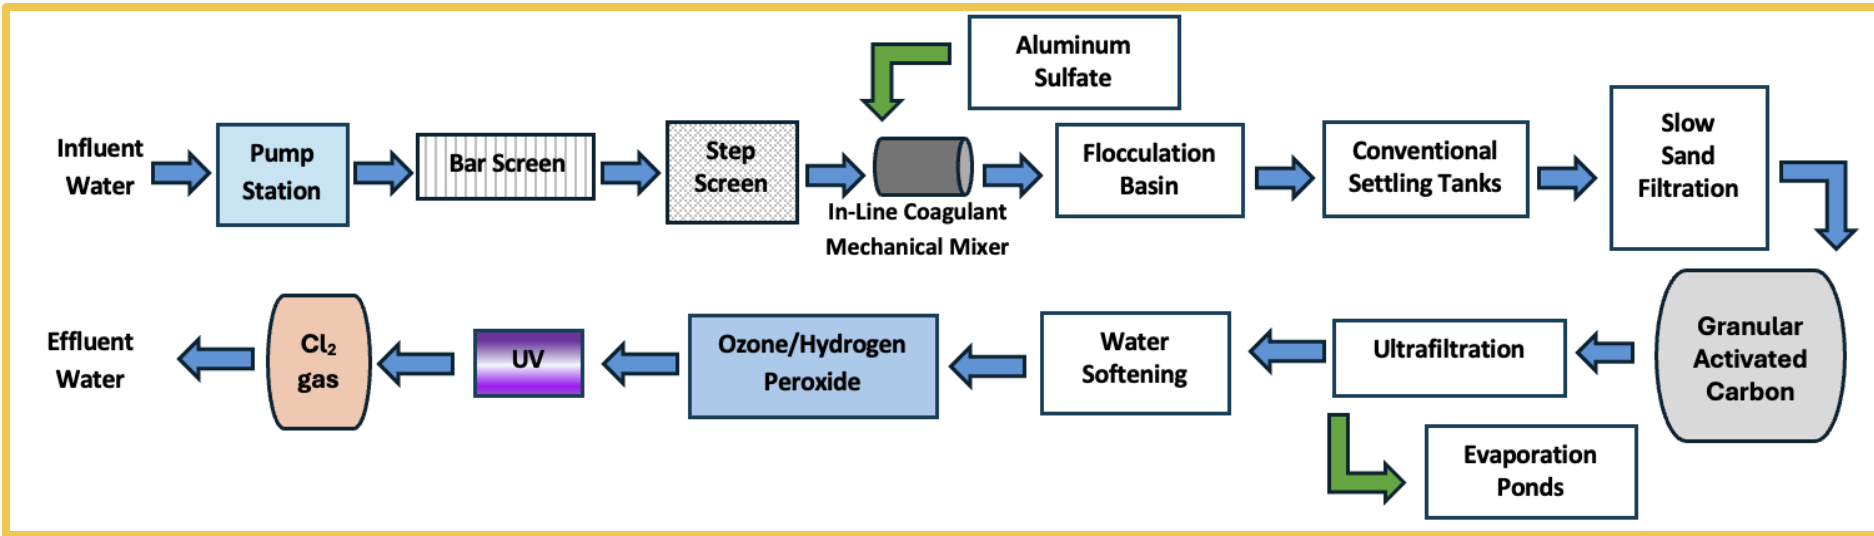 Influent
Water
Pump
Station
Bar Screen
Step
Screen
Aluminum
Sulfate
In-Line Coagulant
Mechanical Mixer
Flocculation
Basin
Conventional
Settling Tanks
Slow
Sand
Filtration
Granular
Activated
Carbon
Ultrafiltration
Evaporation
Ponds
Water
Softening
Ozone/Hydrogen
Peroxide
UV
Cl₂
gas
Effluent
Water